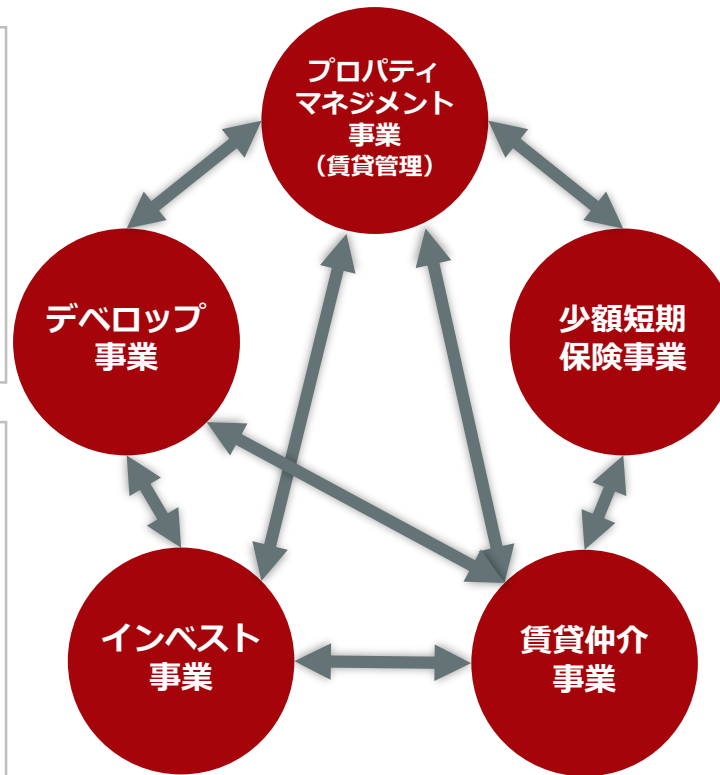 プロパティ
マネジメント
事業
（賃貸管理）
デベロップ
事業
少額短期
保険事業
インベスト
事業
賃貸仲介
事業